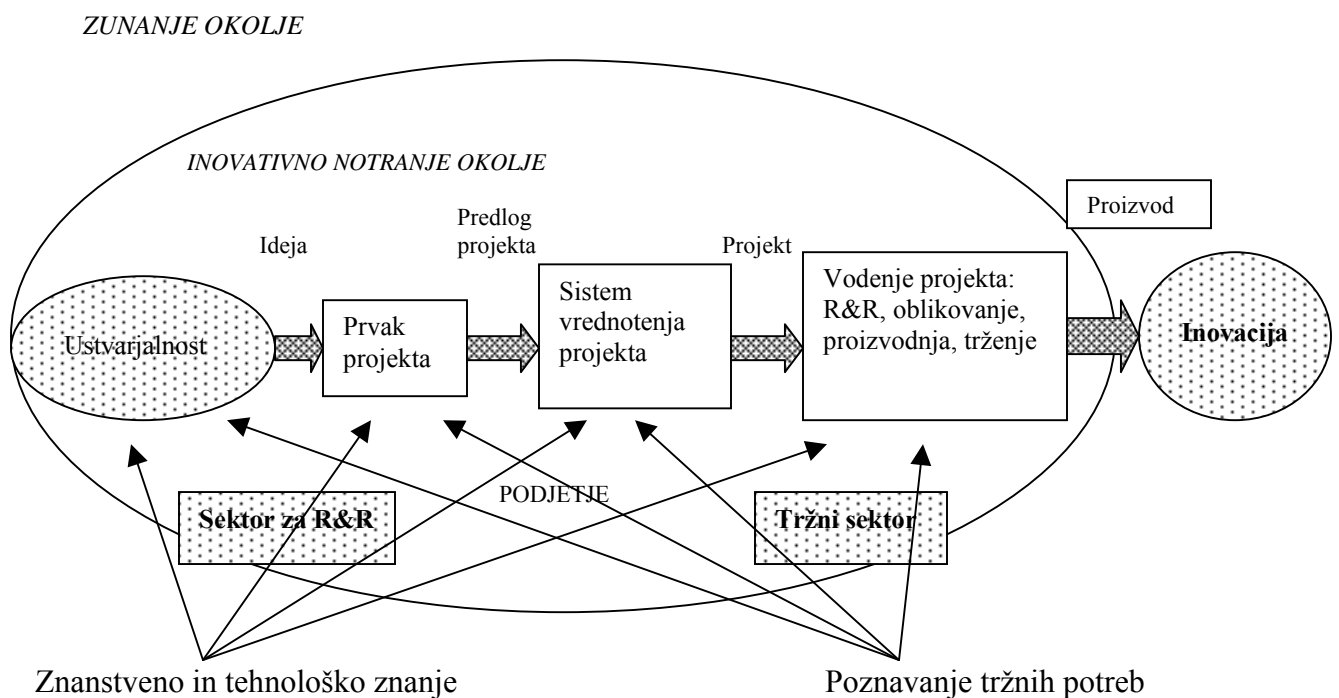 ZUNANJE OKOLJE
INOVATIVNO NOTRANJE OKOLJE
Proizvod
Ideja
Predlog
projekta
Projekt
Ustvarjalnost
Prvak
projekta
Sistem
vrednotenja
projekta
Vodenje projekta:
R&R, oblikovanje,
proizvodnja, trženje
Inovacija
PODJETJE
Sektor za R&R
Tržni sektor
Znanstveno in tehnološko znanje
Poznavanje tržnih potreb